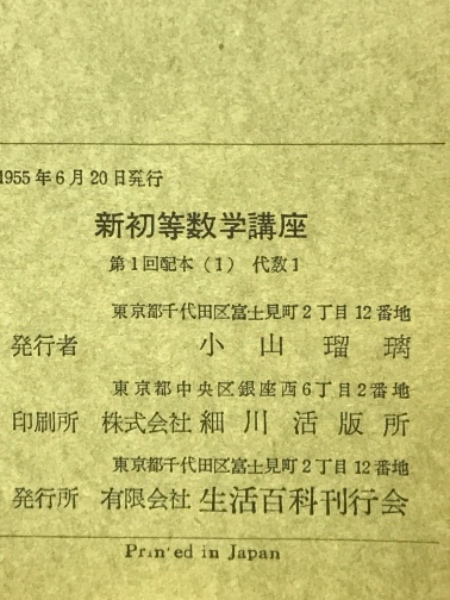 1955年6月20日発行
新初等数学講座
第1回配本（1） 代数1
東京都千代田区富士見町2丁目12番地
発行者 小山瑠璃
東京都中央区銀座西6丁目2番地
印刷所 株式会社 細川活版所
東京都千代田区富士見町2丁目12番地
発行所 有限会社 生活百科刊行会
Printed in Japan